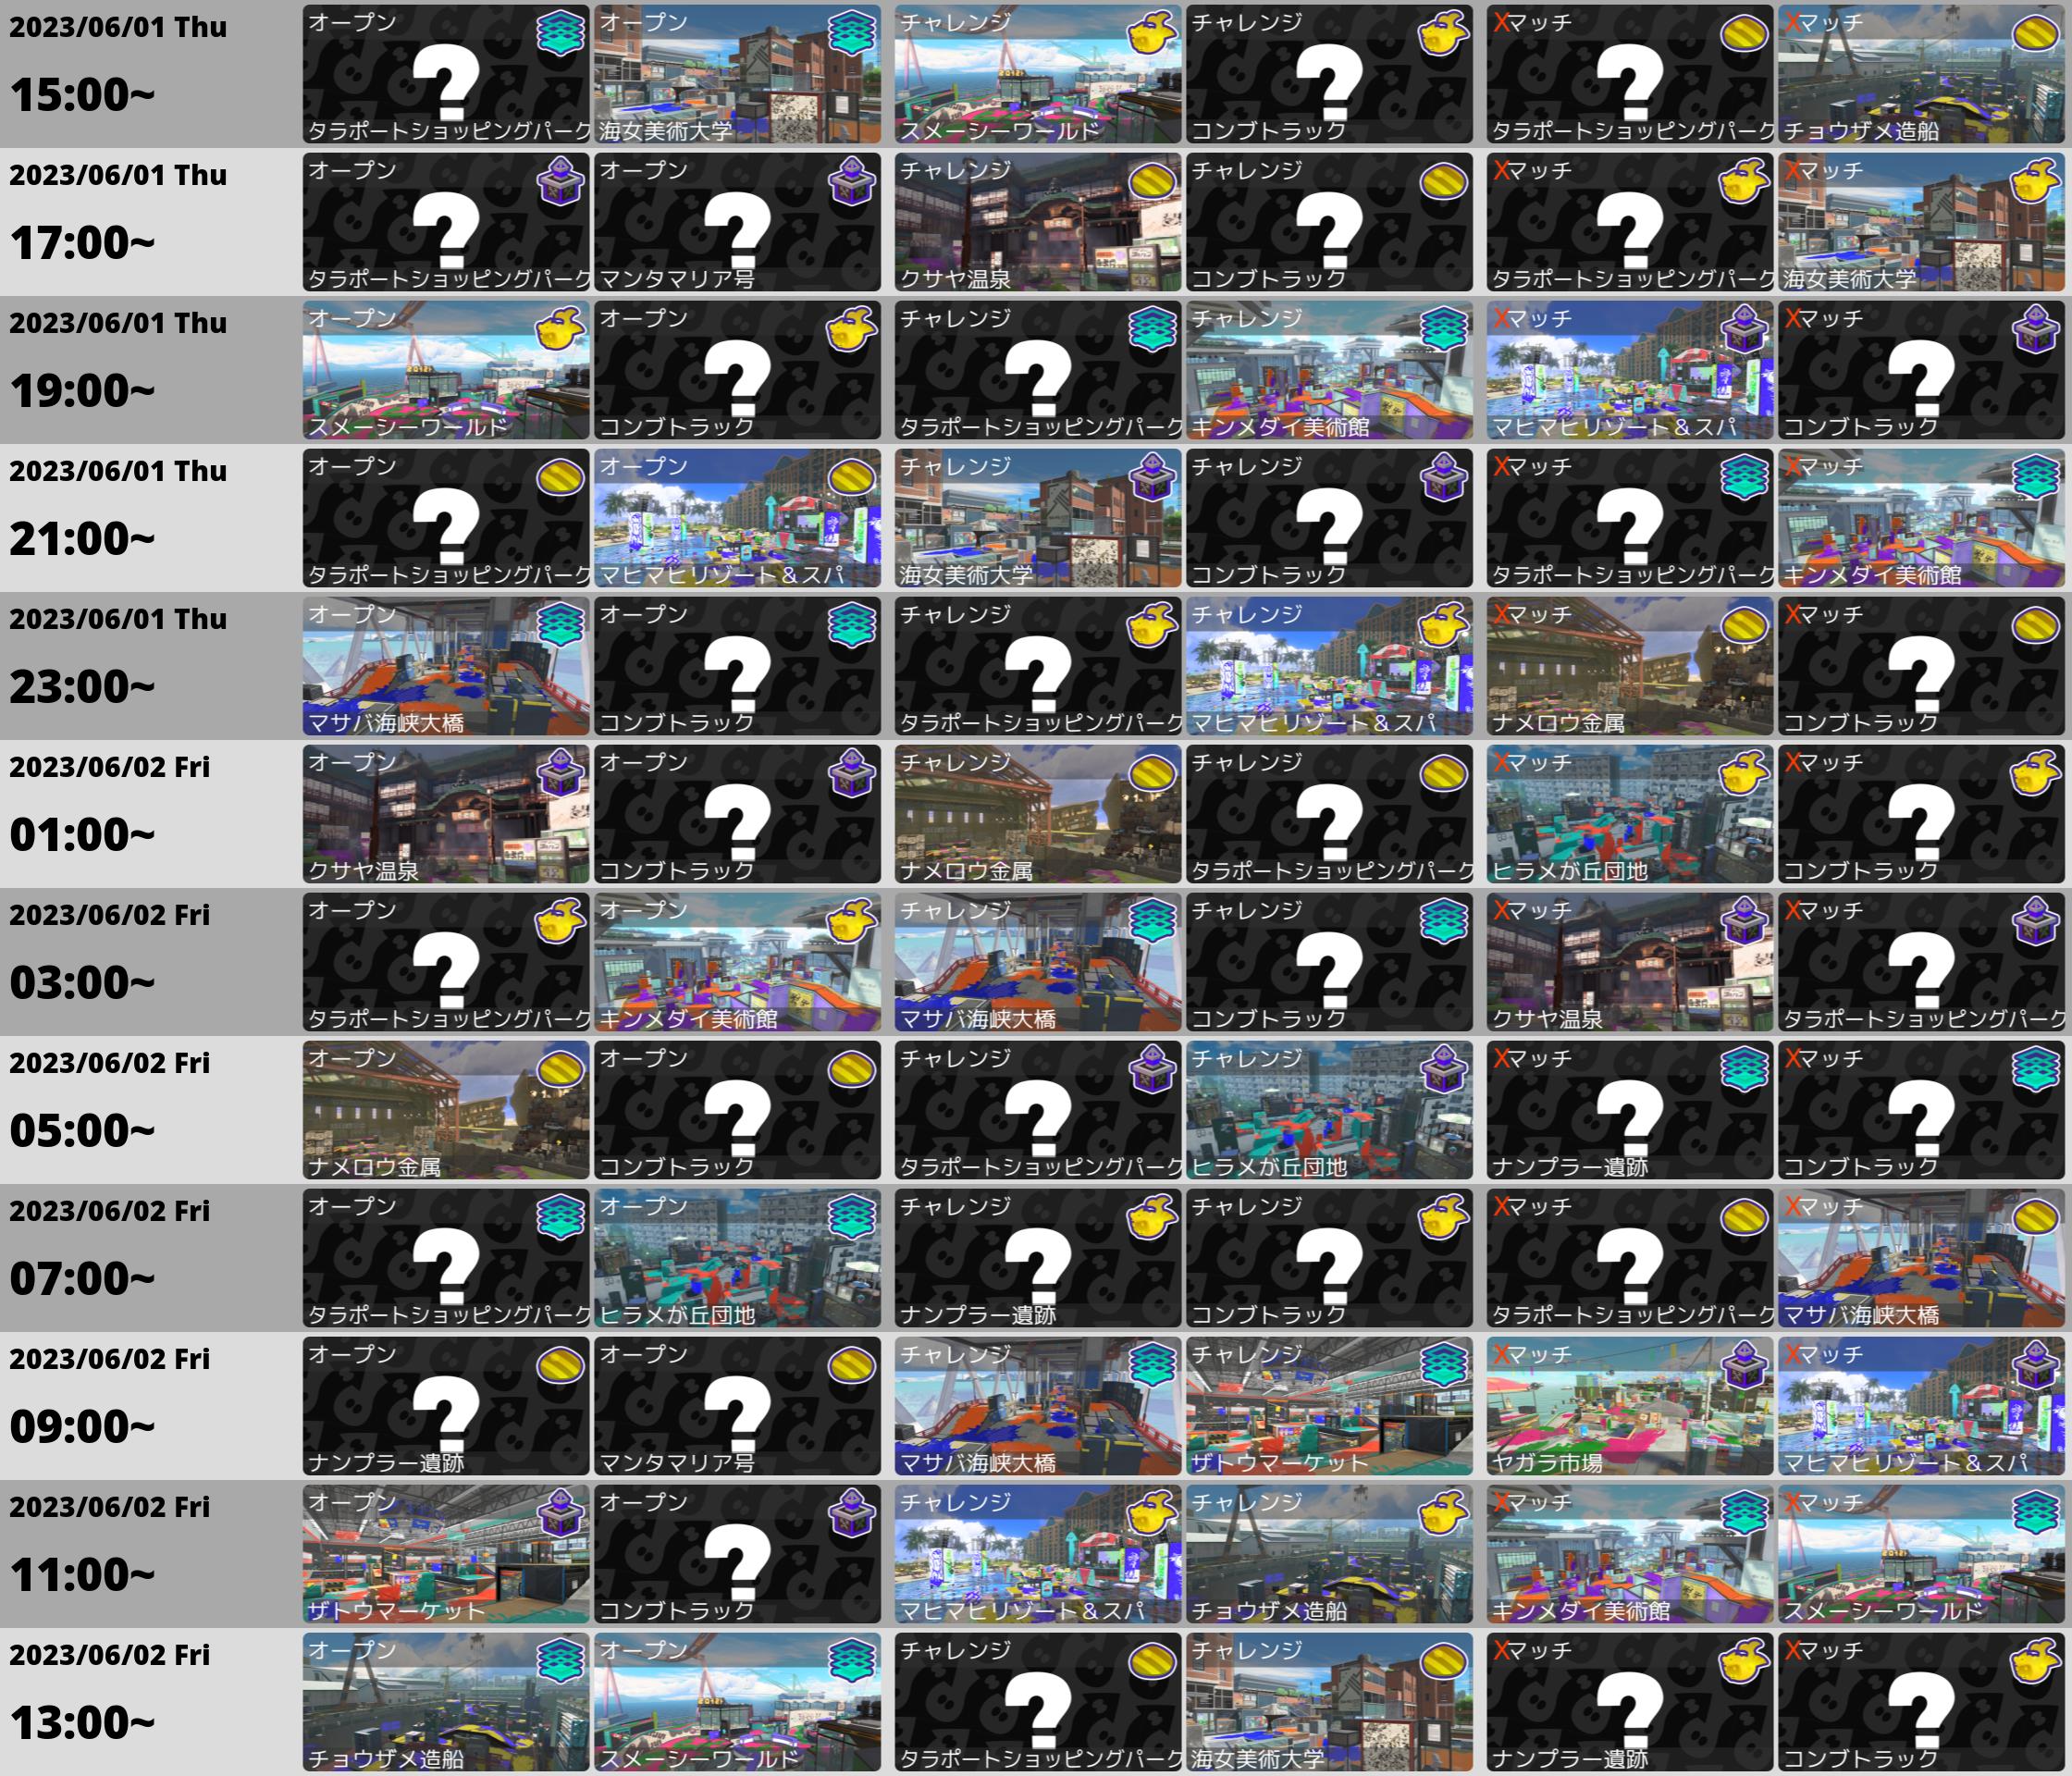 2023/06/01 Thu
15:00~
オープン
タラポートショッピングパーク
オープン
海女美術大学
チャレンジ
スメーシーワールド
チャレンジ
コンブトラック
Xマッチ
タラポートショッピングパーク
Xマッチ
チョウザメ造船
2023/06/01 Thu
17:00~
オープン
タラポートショッピングパーク
オープン
マンタマリア号
チャレンジ
クサヤ温泉
チャレンジ
コンブトラック
Xマッチ
タラポートショッピングパーク
Xマッチ
海女美術大学
2023/06/01 Thu
19:00~
オープン
スメーシーワールド
オープン
コンブトラック
チャレンジ
タラポートショッピングパーク
チャレンジ
キンメダイ美術館
Xマッチ
マヒマヒリゾート&スパ
Xマッチ
コンブトラック
2023/06/01 Thu
21:00~
オープン
タラポートショッピングパーク
オープン
マヒマヒリゾート&スパ
チャレンジ
海女美術大学
チャレンジ
コンブトラック
Xマッチ
タラポートショッピングパーク
Xマッチ
キンメダイ美術館
2023/06/01 Thu
23:00~
オープン
マサバ海峡大橋
オープン
コンブトラック
チャレンジ
タラポートショッピングパーク
チャレンジ
マヒマヒリゾート&スパ
Xマッチ
ナメロウ金属
Xマッチ
コンブトラック
2023/06/02 Fri
01:00~
オープン
クサヤ温泉
オープン
コンブトラック
チャレンジ
ナメロウ金属
チャレンジ
タラポートショッピングパーク
Xマッチ
ヒラメが丘団地
Xマッチ
コンブトラック
2023/06/02 Fri
03:00~
オープン
タラポートショッピングパーク
オープン
キンメダイ美術館
チャレンジ
マサバ海峡大橋
チャレンジ
コンブトラック
Xマッチ
クサヤ温泉
Xマッチ
タラポートショッピングパーク
2023/06/02 Fri
05:00~
オープン
ナメロウ金属
オープン
コンブトラック
チャレンジ
タラポートショッピングパーク
チャレンジ
ヒラメが丘団地
Xマッチ
ナンプラー遺跡
Xマッチ
コンブトラック
2023/06/02 Fri
07:00~
オープン
タラポートショッピングパーク
オープン
ヒラメが丘団地
チャレンジ
ナンプラー遺跡
チャレンジ
コンブトラック
Xマッチ
タラポートショッピングパーク
Xマッチ
マサバ海峡大橋
2023/06/02 Fri
09:00~
オープン
ナンプラー遺跡
オープン
マンタマリア号
チャレンジ
マサバ海峡大橋
チャレンジ
ザトウマーケット
Xマッチ
ヤガラ市場
Xマッチ
マヒマヒリゾート&スパ
2023/06/02 Fri
11:00~
オープン
ザトウマーケット
オープン
コンブトラック
チャレンジ
マヒマヒリゾート&スパ
チャレンジ
チョウザメ造船
Xマッチ
キンメダイ美術館
Xマッチ
スメーシーワールド
2023/06/02 Fri
13:00~
オープン
チョウザメ造船
オープン
スメーシーワールド
チャレンジ
タラポートショッピングパーク
チャレンジ
海女美術大学
Xマッチ
ナンプラー遺跡
Xマッチ
コンブトラック